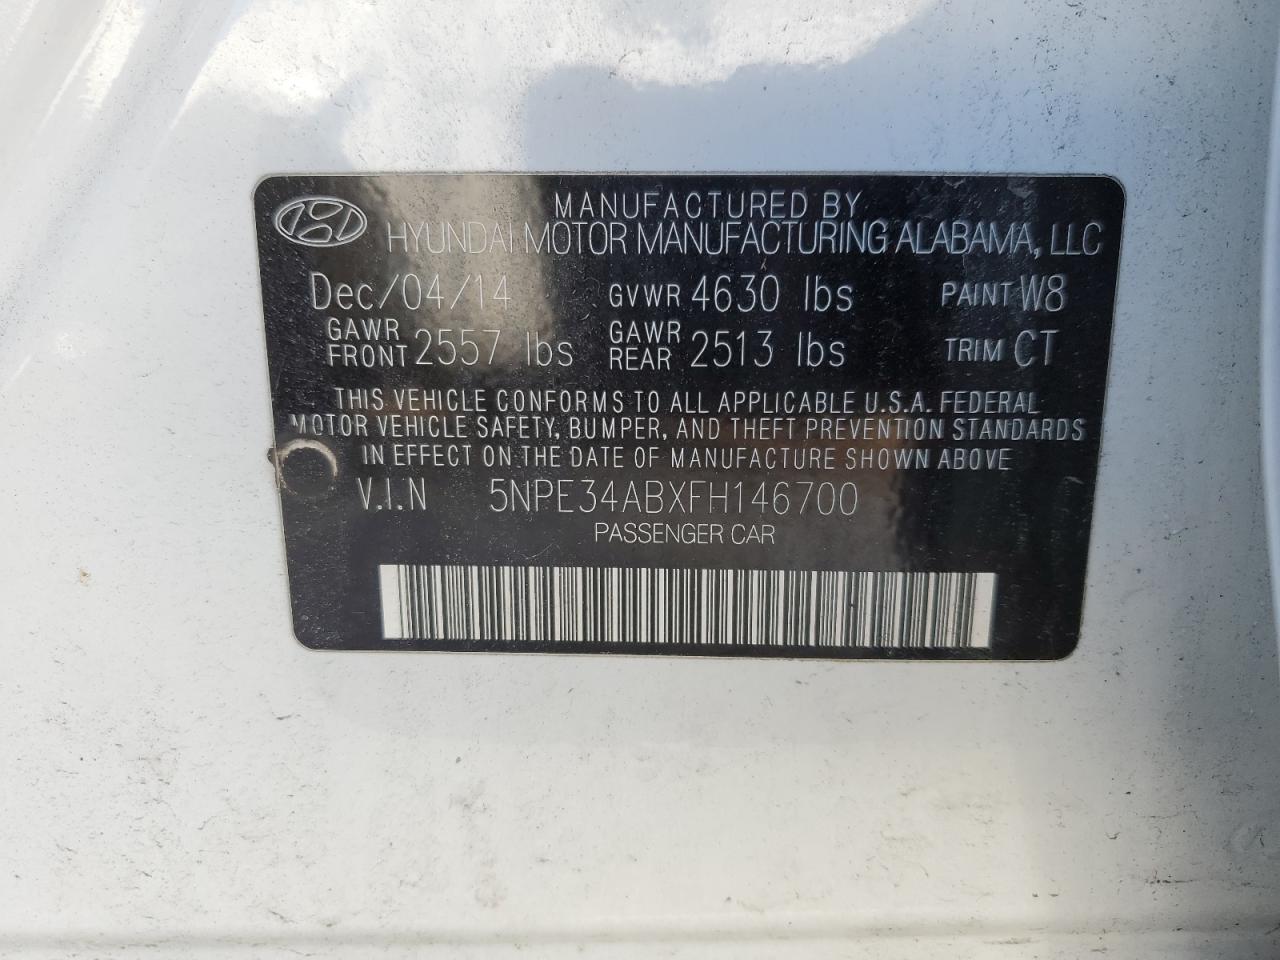 MANUFACTURED BY
HYUNDAI MOTOR MANUFACTURING ALABAMA, LLC
Dec/04/14 GVWR 4630 lbs PAINT W8
GAWR FRONT 2557 lbs GAWR REAR 2513 lbs TRIM CT
THIS VEHICLE CONFORMS TO ALL APPLICABLE U.S.A. FEDERAL
MOTOR VEHICLE SAFETY, BUMPER, AND THEFT PREVENTION STANDARDS
IN EFFECT ON THE DATE OF MANUFACTURE SHOWN ABOVE
V.I.N 5NPE34ABXFH146700
PASSENGER CAR